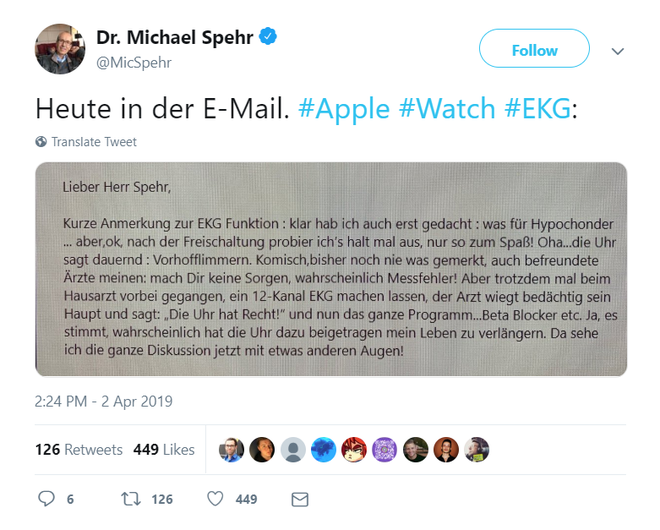 Dr. Michael Spehr
@MicSpehr
Follow
Heute in der E-Mail. #Apple #Watch #EKG:
Translate Tweet
Lieber Herr Spehr,
Kurze Anmerkung zur EKG Funktion : klar hab ich auch erst gedacht : was für Hypochonder
... aber,ok, nach der Freischaltung probier ich's halt mal aus, nur so zum Spaß! Oha...die Uhr
sagt dauernd : Vorhofflimmern. Komisch,bisher noch nie was gemerkt, auch befreundete
Ärzte meinen: mach Dir keine Sorgen, wahrscheinlich Messfehler! Aber trotzdem mal beim
Hausarzt vorbei gegangen, ein 12-Kanal EKG machen lassen, der Arzt wiegt bedächtig sein
Haupt und sagt: „Die Uhr hat Recht!" und nun das ganze Programm...Beta Blocker etc. Ja, es
stimmt, wahrscheinlich hat die Uhr dazu beigetragen mein Leben zu verlängern. Da sehe
ich die ganze Diskussion jetzt mit etwas anderen Augen!
2:24 PM - 2 Apr 2019
126 Retweets 449 Likes
6 126 449